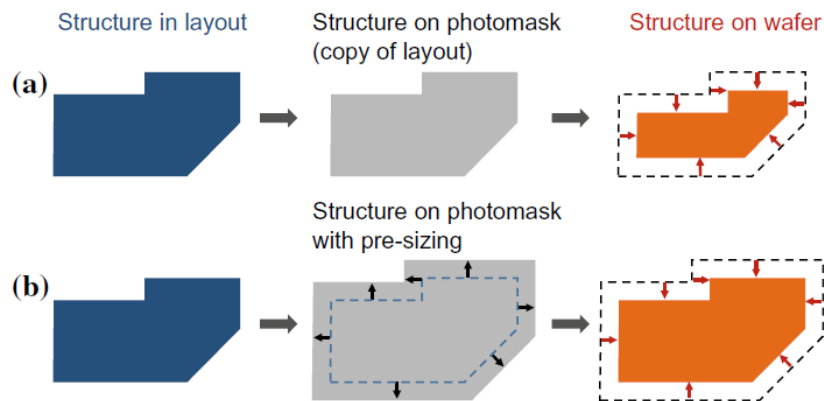 Structure in layout
Structure on photomask
(copy of layout)
Structure on wafer
(a)
Structure on photomask
with pre-sizing
(b)